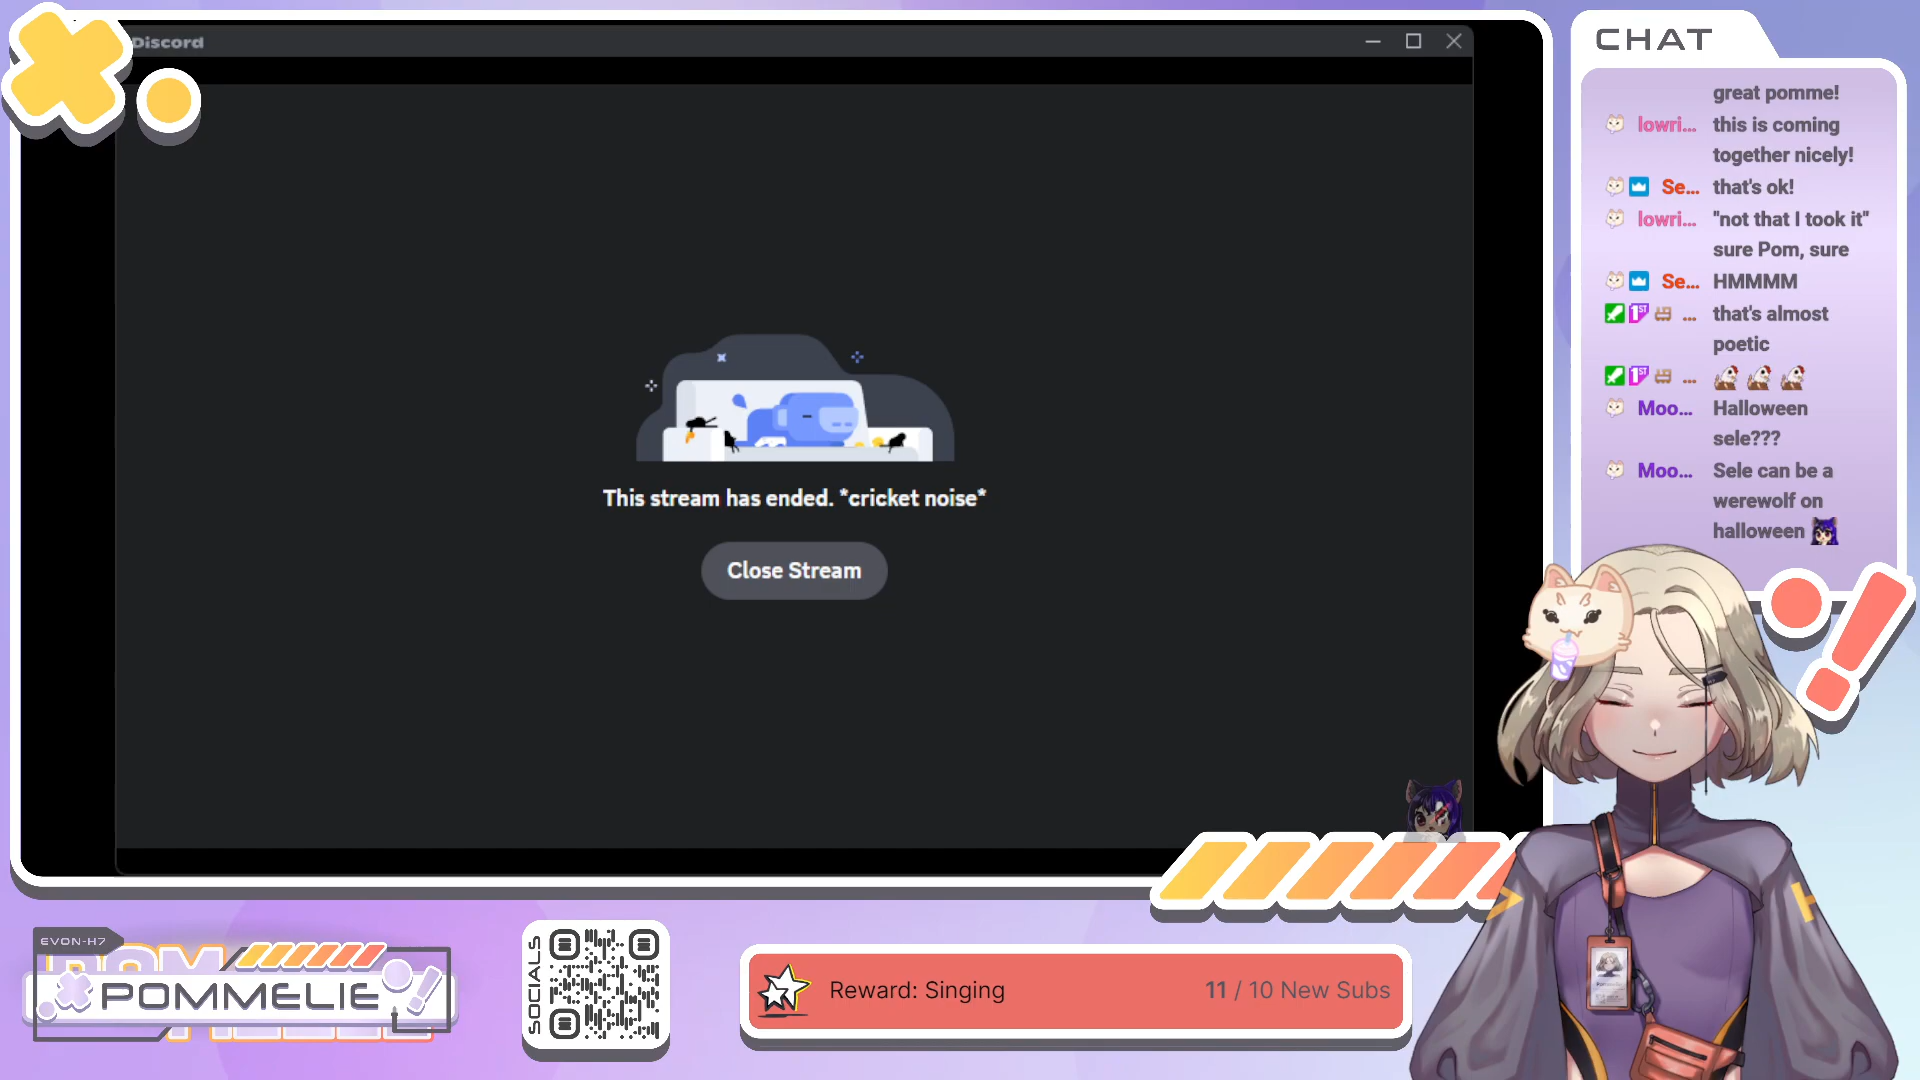 Discord
This stream has ended. *cricket noise*
Close Stream
CHAT
great pomme!
lowri... this is coming
together nicely!
Se... that's ok!
lowri... "not that I took it"
sure Pom, sure
Se... HMMMM
1ST ... that's almost
poetic
1ST ...
Moo... Halloween
sele???
Moo... Sele can be a
werewolf on
halloween
EVON-H7
POMMELIE
SOCIALS
Reward: Singing
11 / 10 New Subs